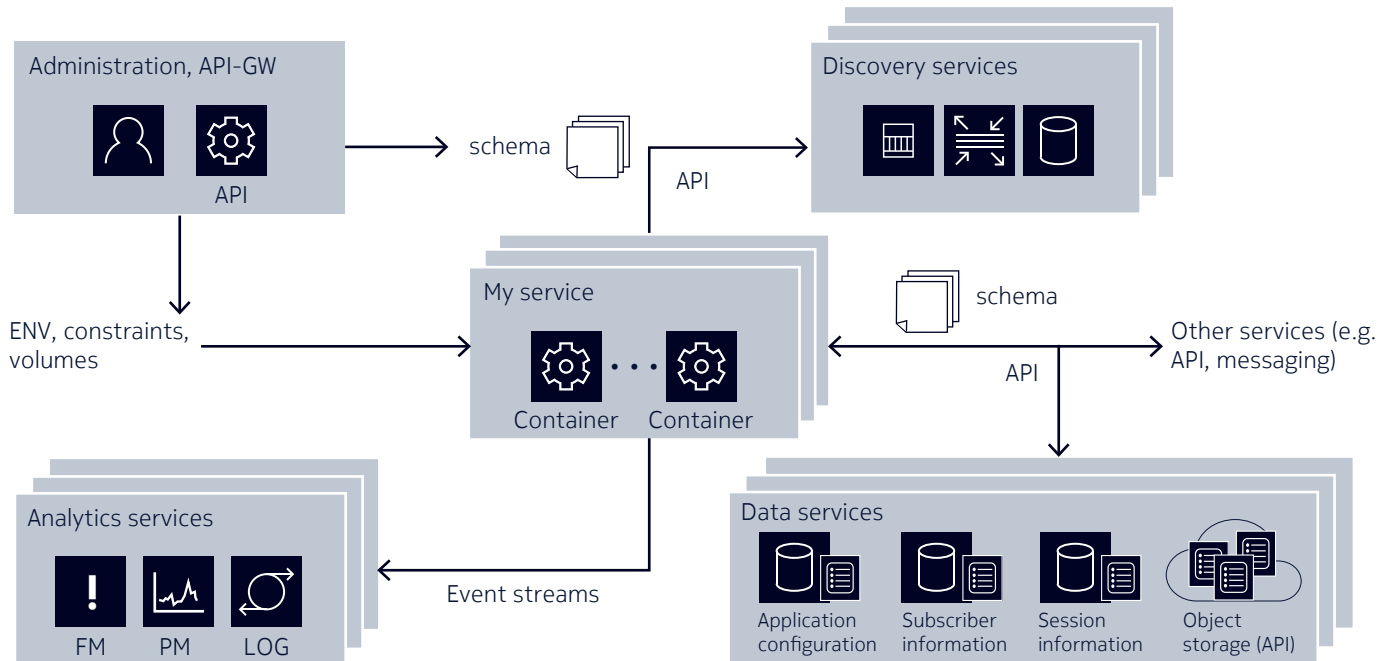 Administration, API-GW
API
schema
API
Discovery services
My service
Container
Container
ENV, constraints,
volumes
schema
API
Other services (e.g.
API, messaging)
Analytics services
FM
PM
LOG
Event streams
Data services
Application
configuration
Subscriber
information
Session
information
Object
storage (API)